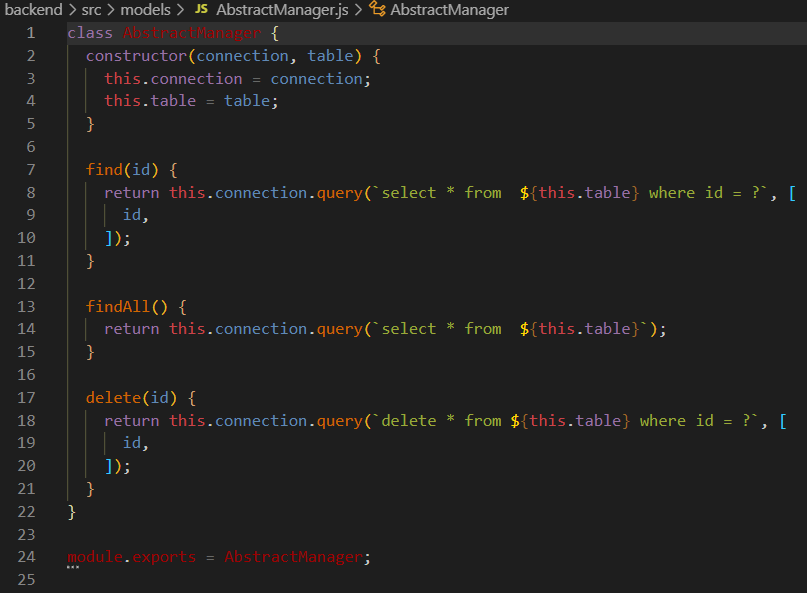 backend > src > models > JS AbstractManager.js > AbstractManager
1 class AbstractManager {
2   constructor(connection, table) {
3     this.connection = connection;
4     this.table = table;
5   }
6
7   find(id) {
8     return this.connection.query(`select * from  ${this.table} where id = ?`, [
9       id,
10     ]);
11   }
12
13   findAll() {
14     return this.connection.query(`select * from  ${this.table}`);
15   }
16
17   delete(id) {
18     return this.connection.query(`delete * from ${this.table} where id = ?`, [
19       id,
20     ]);
21   }
22 }
23
24 module.exports = AbstractManager;
25